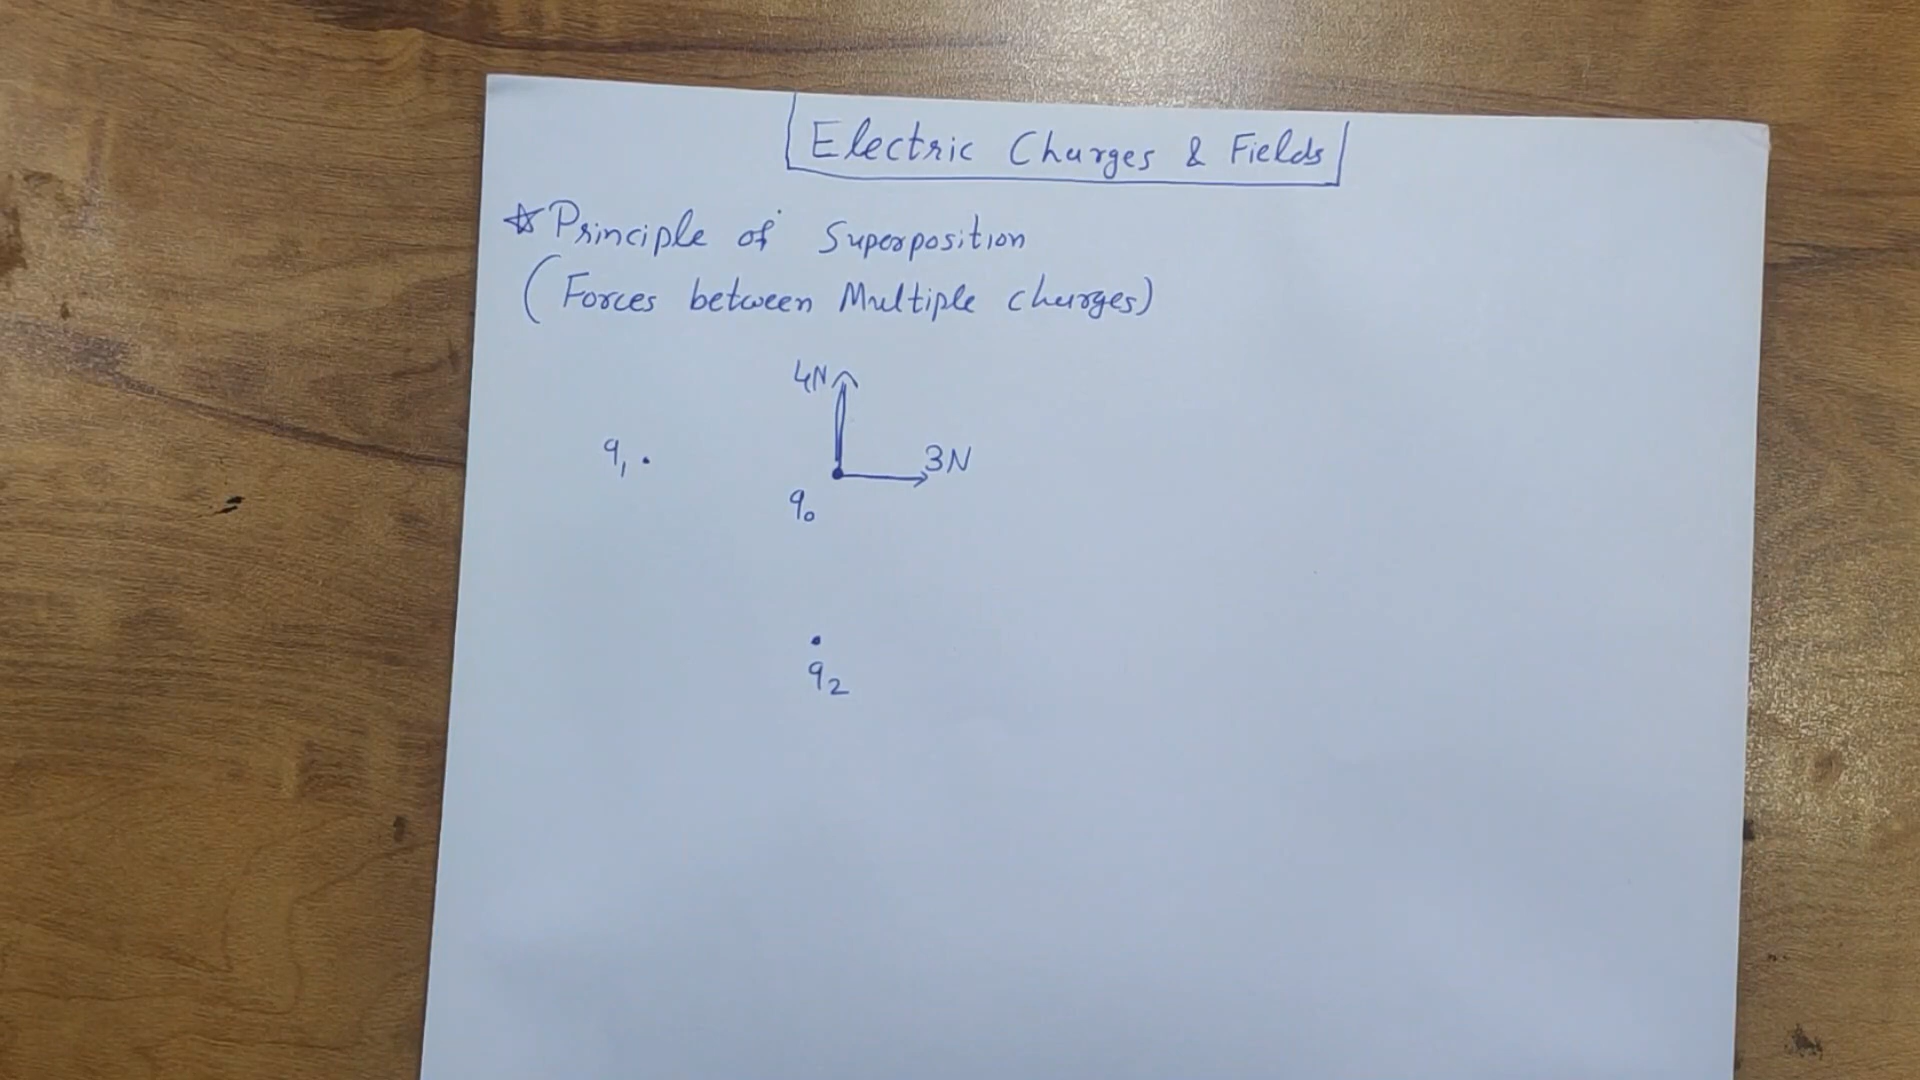 Electric Charges & Fields
☆ Principle of Superposition
(Forces between Multiple charges)
4N
q₁ .
3N
q₀
q₂